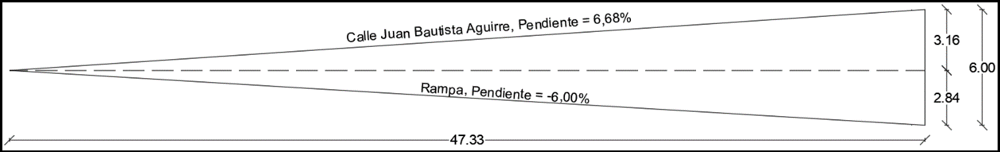 Calle Juan Bautista Aguirre, Pendiente = 6,68%
3.16
6.00
Rampa, Pendiente = -6,00%
2.84
47.33